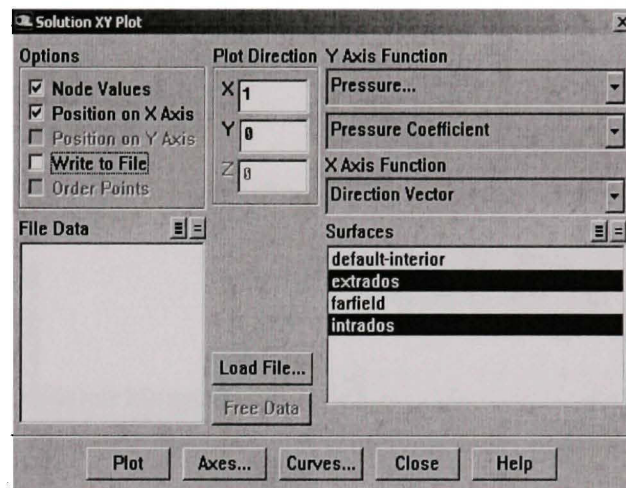 Solution XY Plot
Options
Node Values
Position on X Axis
Position on Y Axis
Write to File
Order Points
Plot Direction
X 1
Y 0
Z 0
Y Axis Function
Pressure...
Pressure Coefficient
X Axis Function
Direction Vector
File Data
Surfaces
default-interior
extrados
farfield
intrados
Load File...
Free Data
Plot
Axes...
Curves...
Close
Help